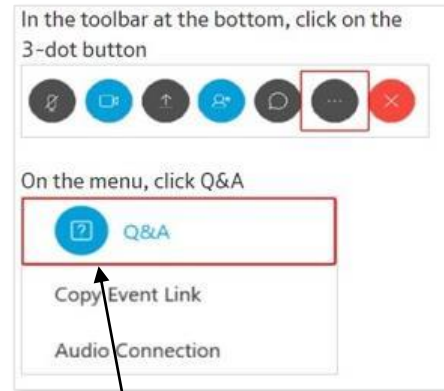 In the toolbar at the bottom, click on the
3-dot button
On the menu, click Q&A
Q&A
Copy Event Link
Audio Connection